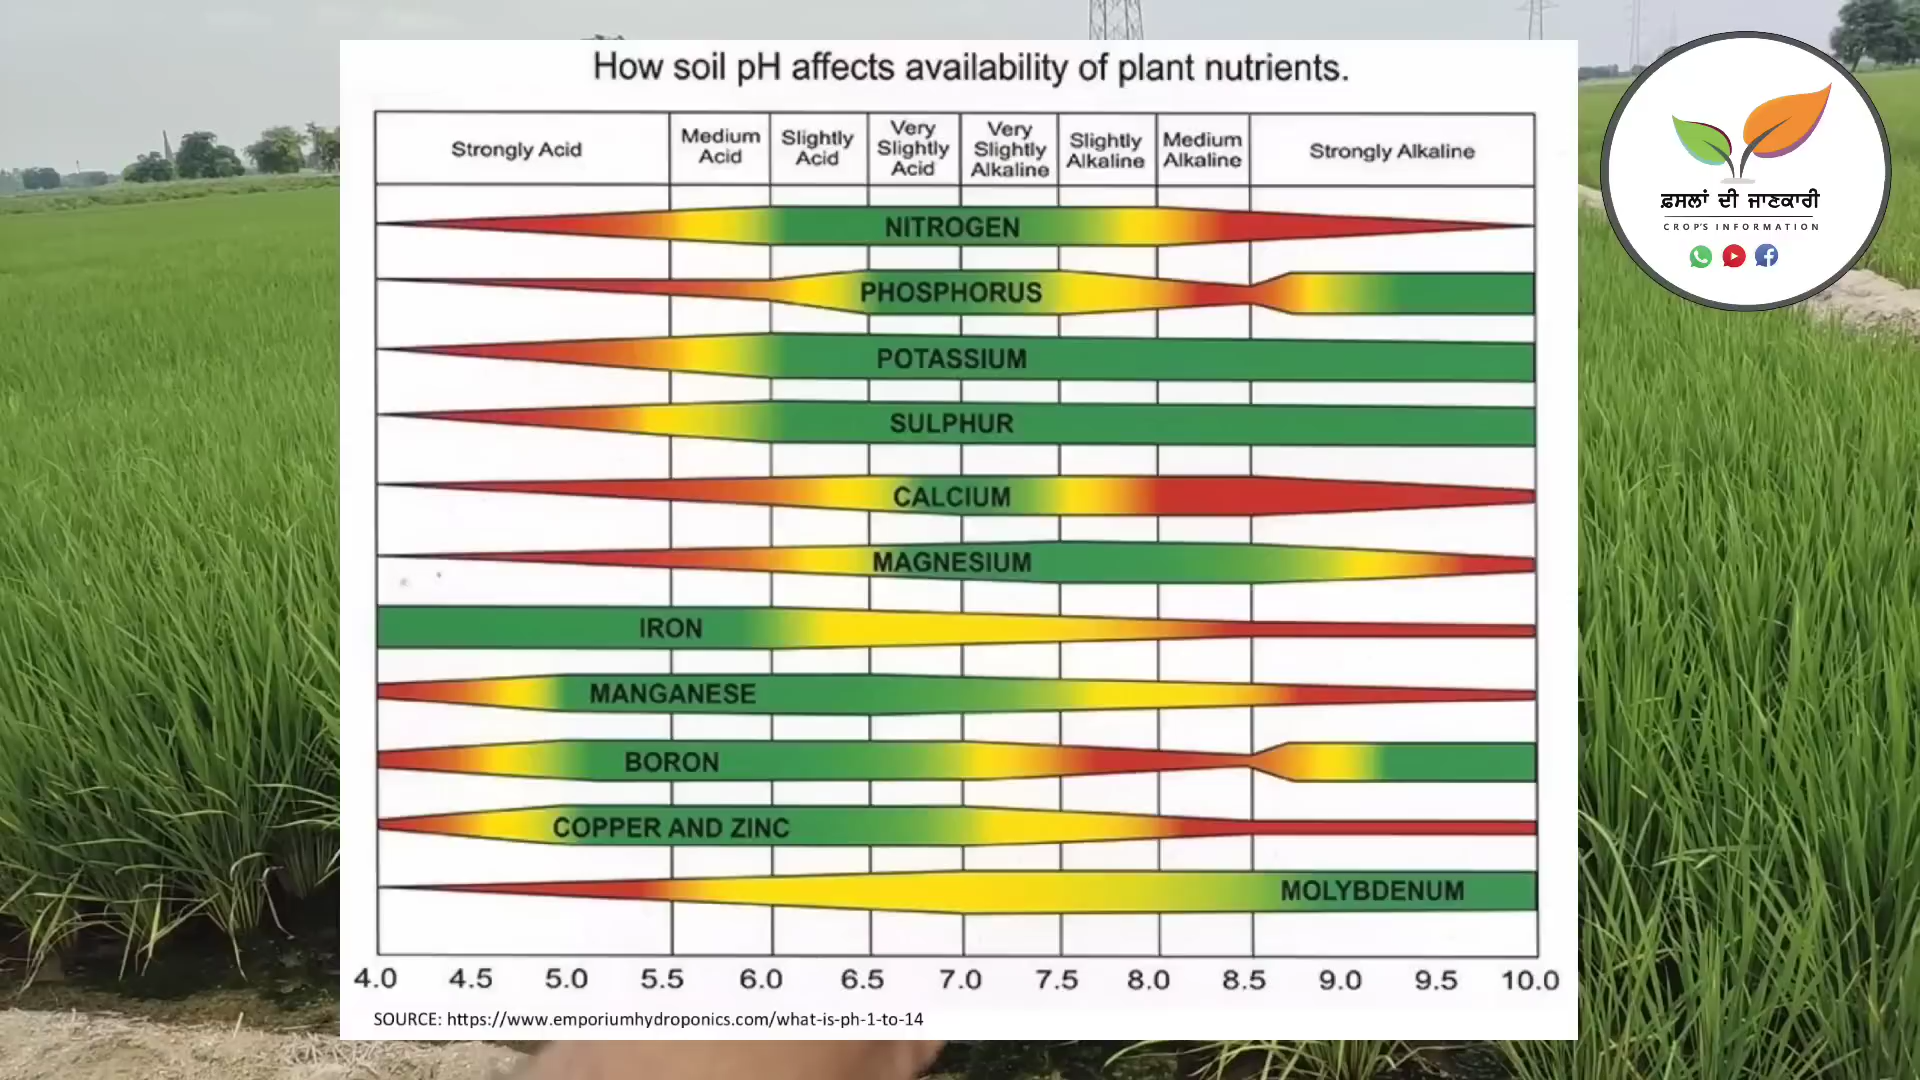 How soil pH affects availability of plant nutrients.
Strongly Acid
Medium
Acid
Slightly
Acid
Very
Slightly
Acid
Very
Slightly
Alkaline
Slightly
Alkaline
Medium
Alkaline
Strongly Alkaline
NITROGEN
PHOSPHORUS
POTASSIUM
SULPHUR
CALCIUM
MAGNESIUM
IRON
MANGANESE
BORON
COPPER AND ZINC
MOLYBDENUM
4.0 4.5 5.0 5.5 6.0 6.5 7.0 7.5 8.0 8.5 9.0 9.5 10.0
SOURCE: https://www.emporiumhydroponics.com/what-is-ph-1-to-14
ਫ਼ਸਲਾਂ ਦੀ ਜਾਣਕਾਰੀ
CROP'S INFORMATION